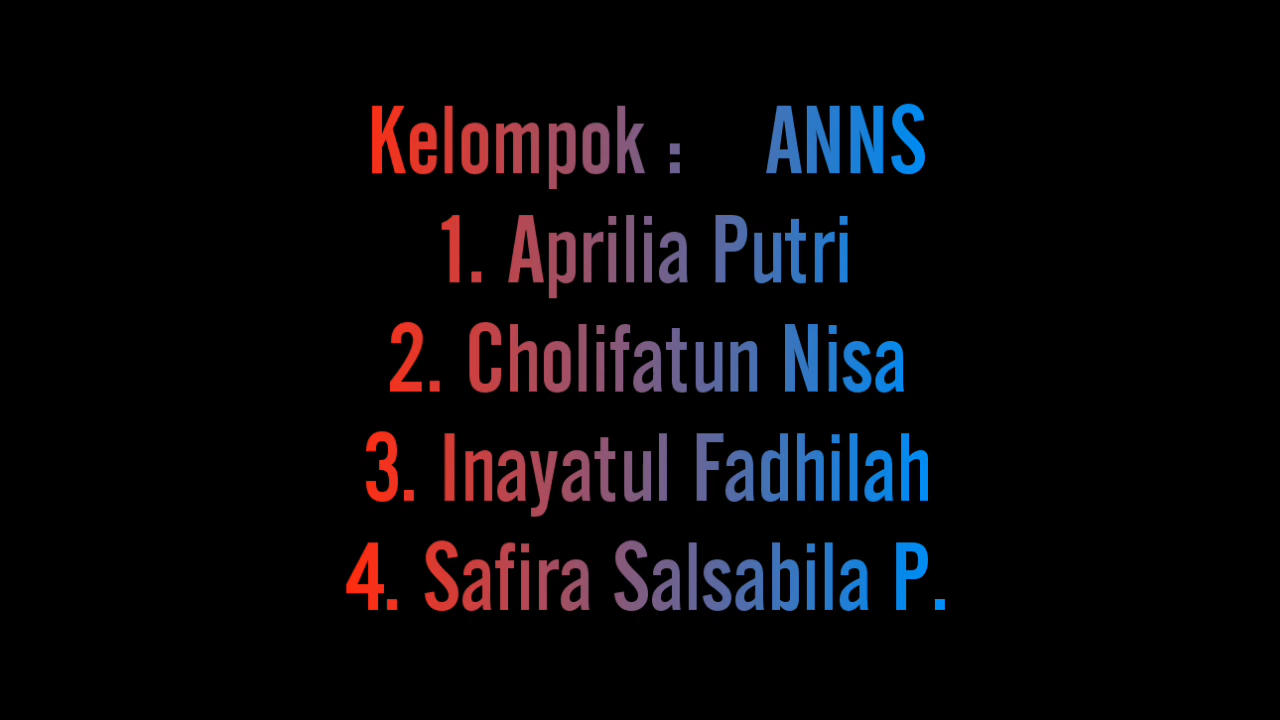 Kelompok : ANNS
1. Aprilia Putri
2. Cholifatun Nisa
3. Inayatul Fadhilah
4. Safira Salsabila P.